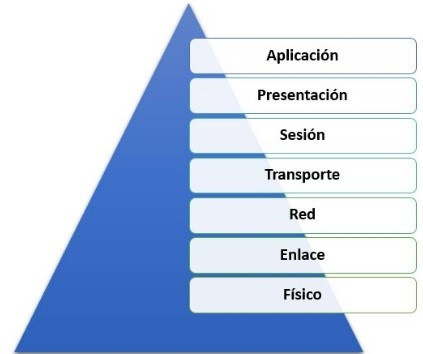 Aplicación
Presentación
Sesión
Transporte
Red
Enlace
Físico